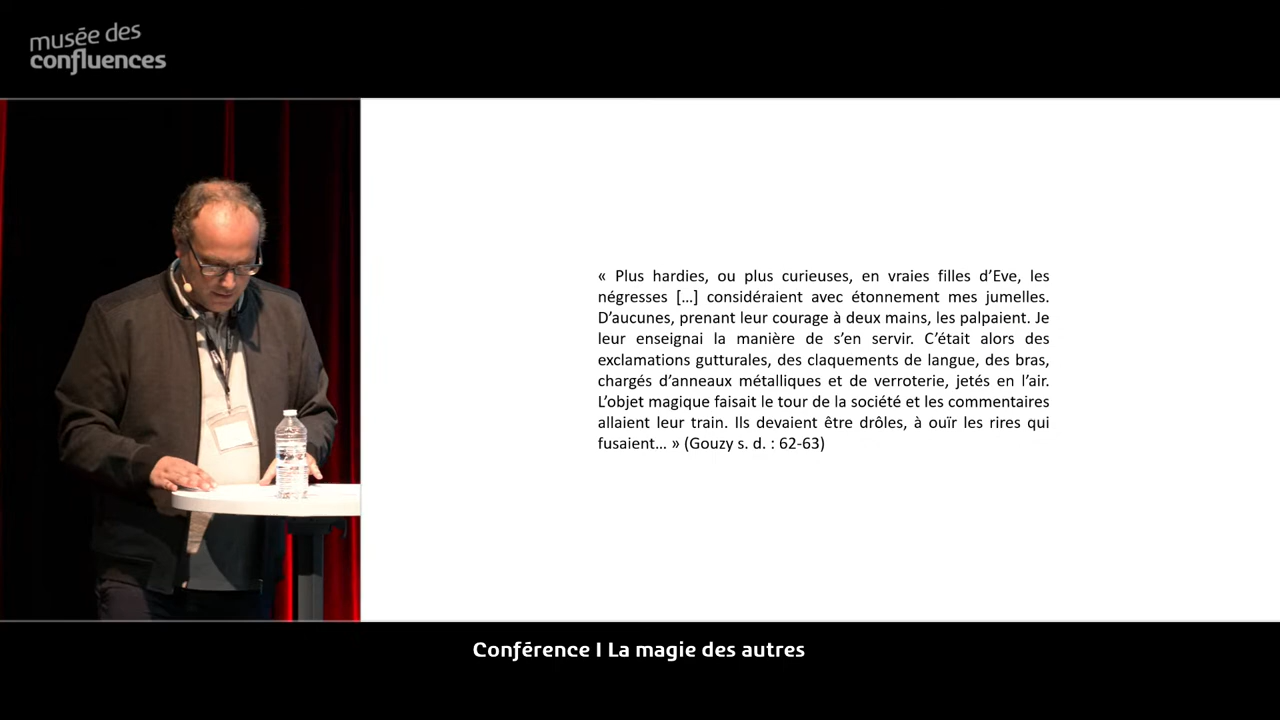 musée des
confluences
« Plus hardies, ou plus curieuses, en vraies filles d’Eve, les
négresses […] considéraient avec étonnement mes jumelles.
D’aucunes, prenant leur courage à deux mains, les palpaient. Je
leur enseignai la manière de s’en servir. C’était alors des
exclamations gutturales, des claquements de langue, des bras,
chargés d’anneaux métalliques et de verroterie, jetés en l’air.
L’objet magique faisait le tour de la société et les commentaires
allaient leur train. Ils devaient être drôles, à ouïr les rires qui
fusaient… » (Gouzy s. d. : 62-63)
Conférence I La magie des autres